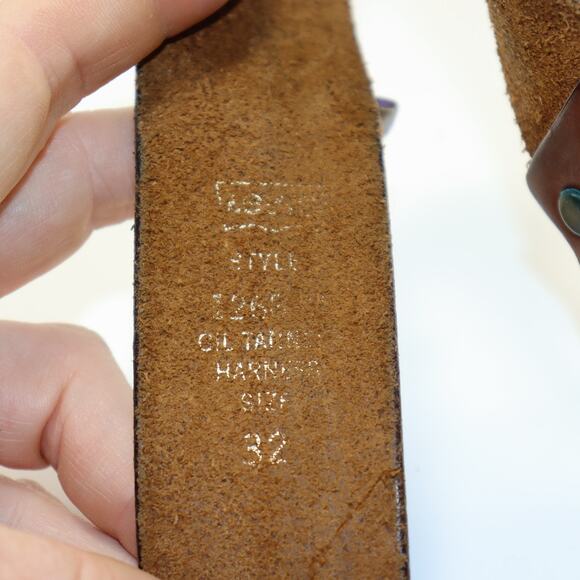 STYLE
OIL TANNED
HARNESS
SIZE
32